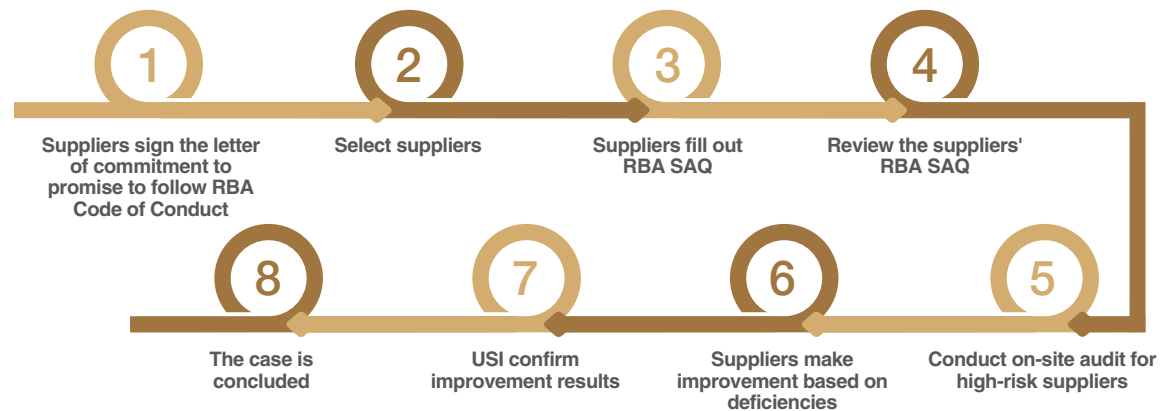 1
Suppliers sign the letter
of commitment to
promise to follow RBA
Code of Conduct
2
Select suppliers
3
Suppliers fill out
RBA SAQ
4
Review the suppliers'
RBA SAQ
5
Conduct on-site audit for
high-risk suppliers
6
Suppliers make
improvement based on
deficiencies
7
USI confirm
improvement results
8
The case is
concluded